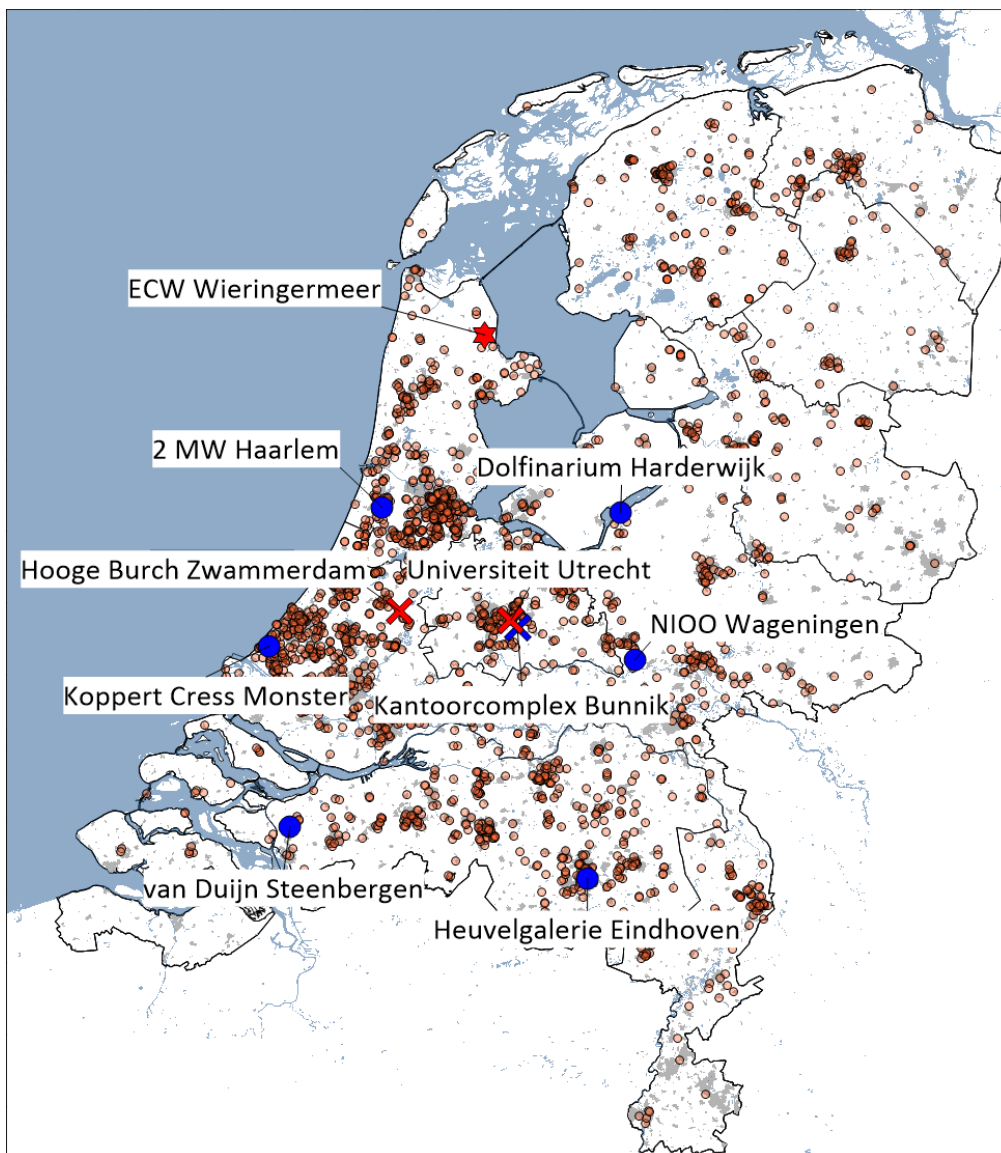 ECW Wieringermeer
2 MW Haarlem
Dolfinarium Harderwijk
Hooge Burch Zwammerdam
Universiteit Utrecht
NIOO Wageningen
Koppert Cress Monster
Kantoorcomplex Bunnik
van Duijn Steenbergen
Heuvelgalerie Eindhoven